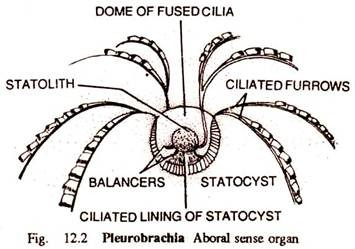 DOME OF FUSED CILIA
STATOLITH
CILIATED FURROWS
BALANCERS
STATOCYST
CILIATED LINING OF STATOCYST
Fig. 12.2 Pleurobrachia Aboral sense organ